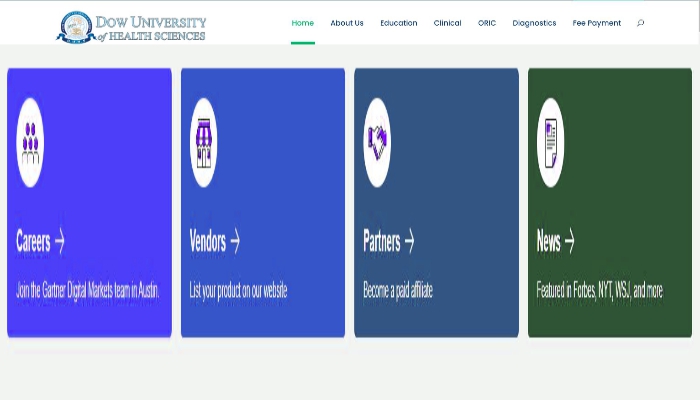 DOW UNIVERSITY
of HEALTH SCIENCES
Home About Us Education Clinical ORIC Diagnostics Fee Payment
Careers →
Join the Gartner Digital Markets team in Austin.
Vendors →
List your product on our website
Partners →
Become a paid affiliate
News →
Featured in Forbes, NYT, WSJ, and more